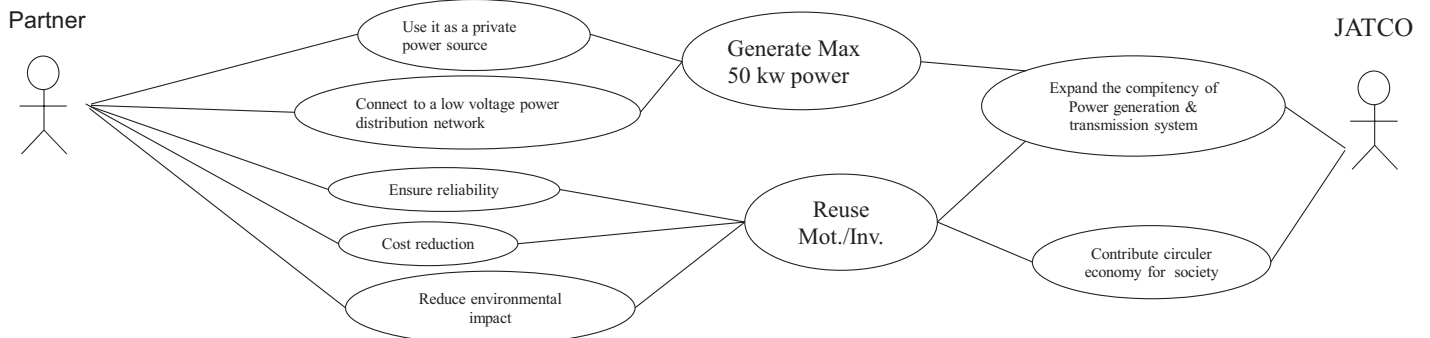 Partner
Use it as a private
power source
Connect to a low voltage power
distribution network
Ensure reliability
Cost reduction
Reduce environmental
impact
Generate Max
50 kw power
Reuse
Mot./Inv.
Expand the compitency of
Power generation &
transmission system
Contribute circuler
economy for society
JATCO